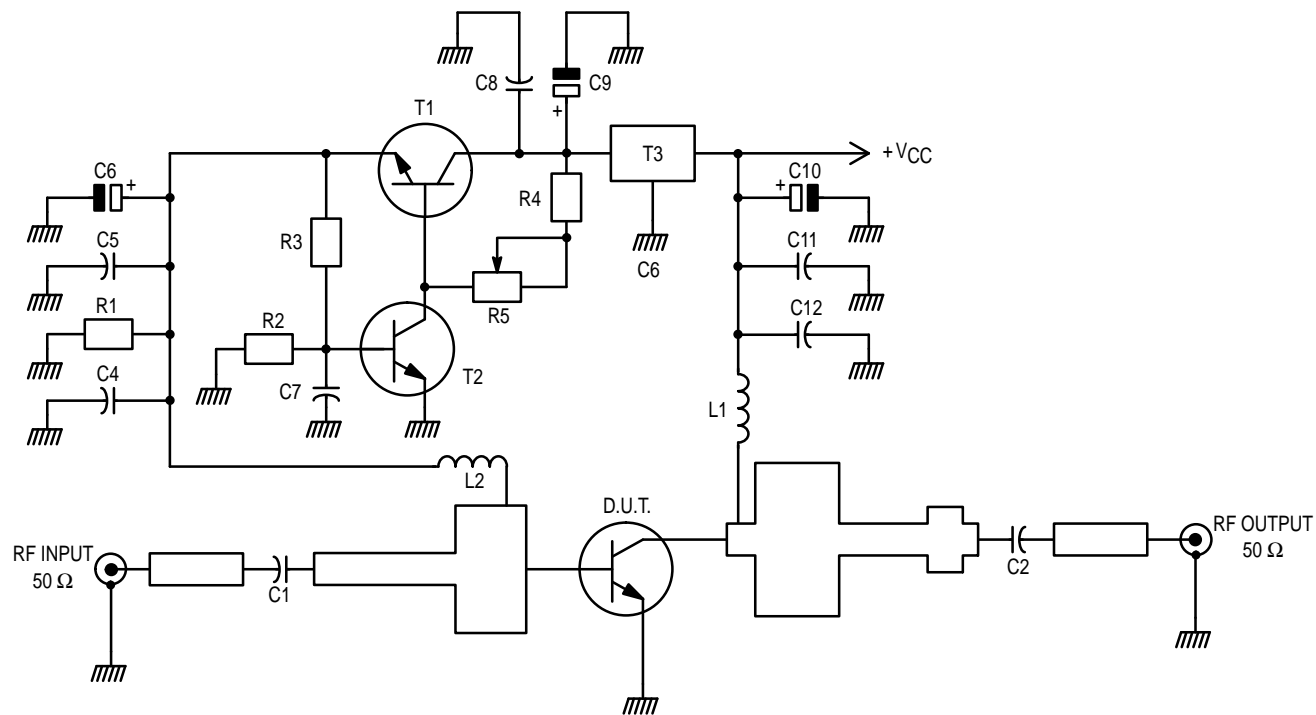 C8
C9
+
T1
T3
+ VCC
C6
+
+
C10
R4
R3
C5
C11
C6
R1
R2
R5
C12
C4
C7
T2
L1
L2
D.U.T.
RF INPUT
50 Ω
C1
C2
RF OUTPUT
50 Ω